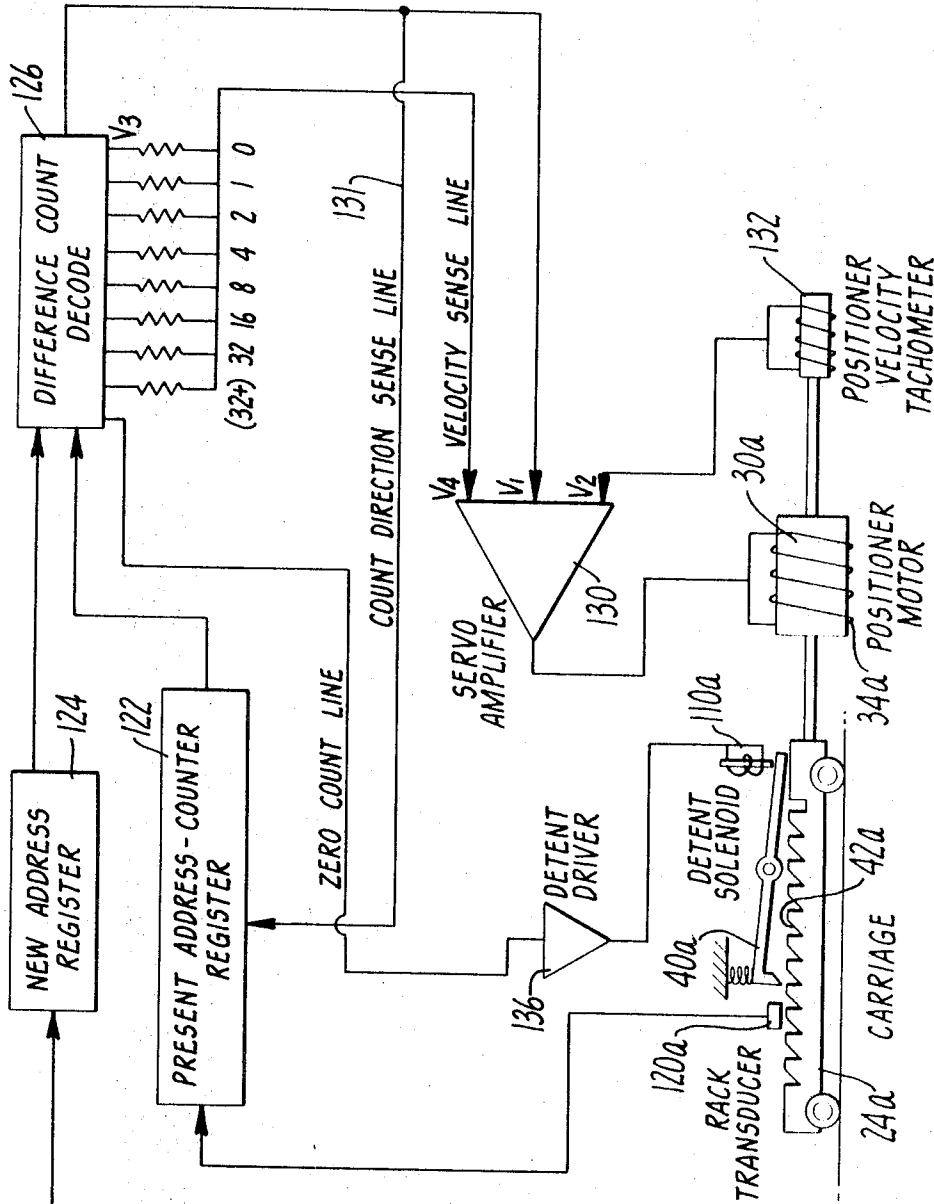 NEW ADDRESS
REGISTER
124
PRESENT ADDRESS-COUNTER
REGISTER
122
DIFFERENCE COUNT
DECODE
126
V3
(32+) 32 16 8 4 2 1 0
ZERO COUNT LINE
COUNT DIRECTION SENSE LINE
131
VELOCITY SENSE LINE
V4
V1
V2
SERVO
AMPLIFIER
130
DETENT
DRIVER
136
RACK
TRANSDUCER
120a
40a
DETENT
SOLENOID
110a
42a
24a
CARRIAGE
30a
34a
POSITIONER
MOTOR
132
POSITIONER
VELOCITY
TACHOMETER